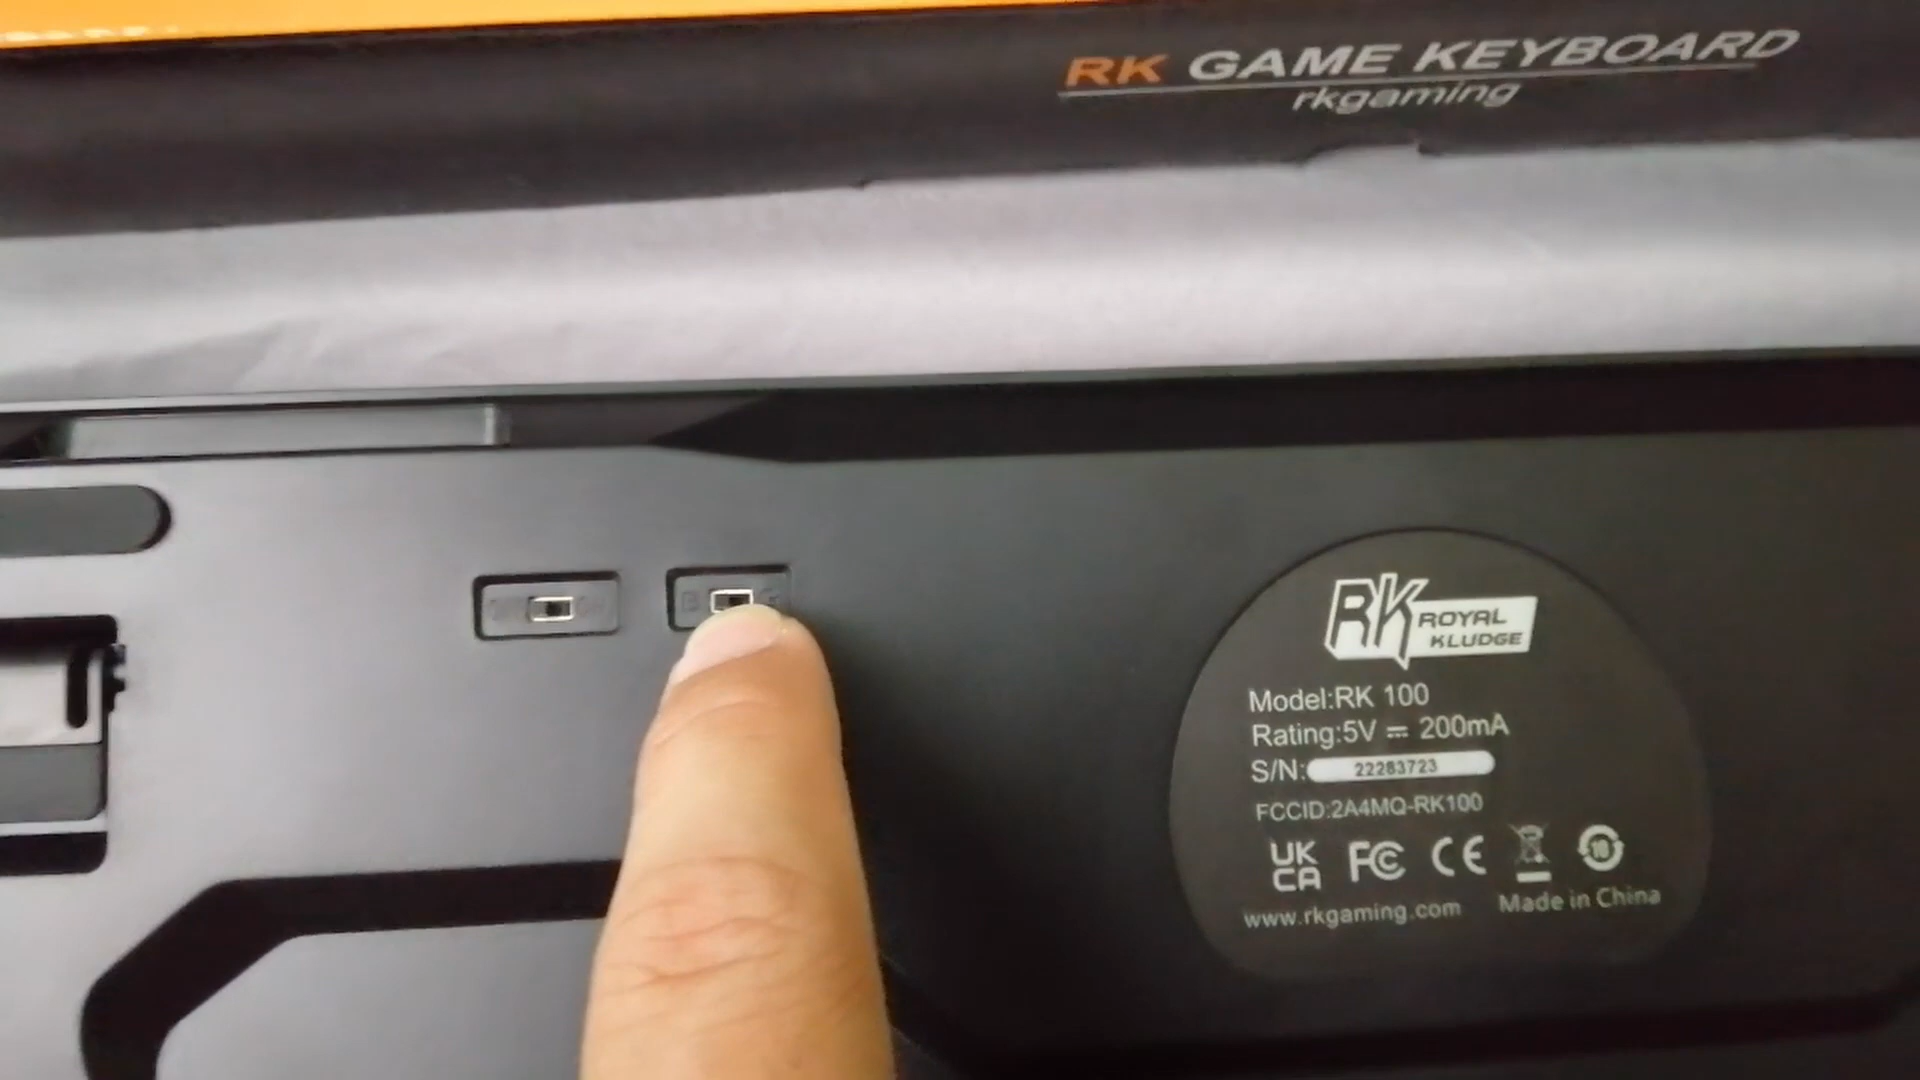 RK GAME KEYBOARD
rkgaming
B
RK ROYAL
KLUDGE
Model:RK 100
Rating:5V ⎓ 200mA
S/N: 22283723
FCCID:2A4MQ-RK100
UK
CA FC CE 10
www.rkgaming.com Made in China